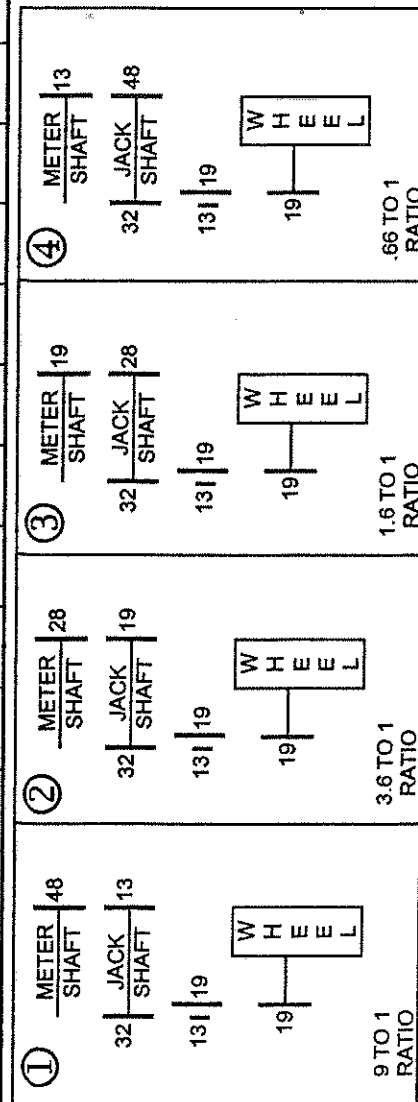 ①
METER 48
SHAFT
32 JACK 13
SHAFT
13 19
19
W
H
E
E
L
9 TO 1
RATIO
②
METER 28
SHAFT
32 JACK 19
SHAFT
13 19
19
W
H
E
E
L
3.6 TO 1
RATIO
③
METER 19
SHAFT
32 JACK 28
SHAFT
13 19
19
W
H
E
E
L
1.6 TO 1
RATIO
④
METER 13
SHAFT
32 JACK 48
SHAFT
13 19
19
W
H
E
E
L
.66 TO 1
RATIO